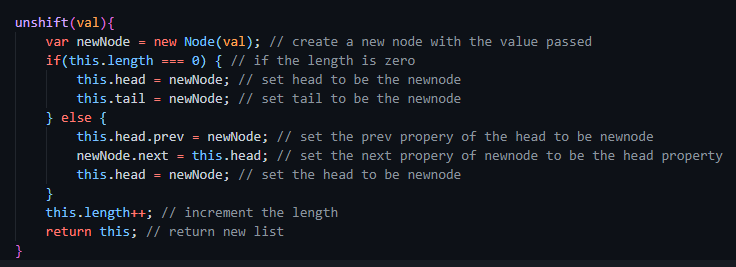 unshift(val){
var newNode = new Node(val); // create a new node with the value passed
if(this.length === 0) { // if the length is zero
this.head = newNode; // set head to be the newnode
this.tail = newNode; // set tail to be the newnode
} else {
this.head.prev = newNode; // set the prev propery of the head to be newnode
newNode.next = this.head; // set the next propery of newnode to be the head property
this.head = newNode; // set the head to be newnode
}
this.length++; // increment the length
return this; // return new list
}